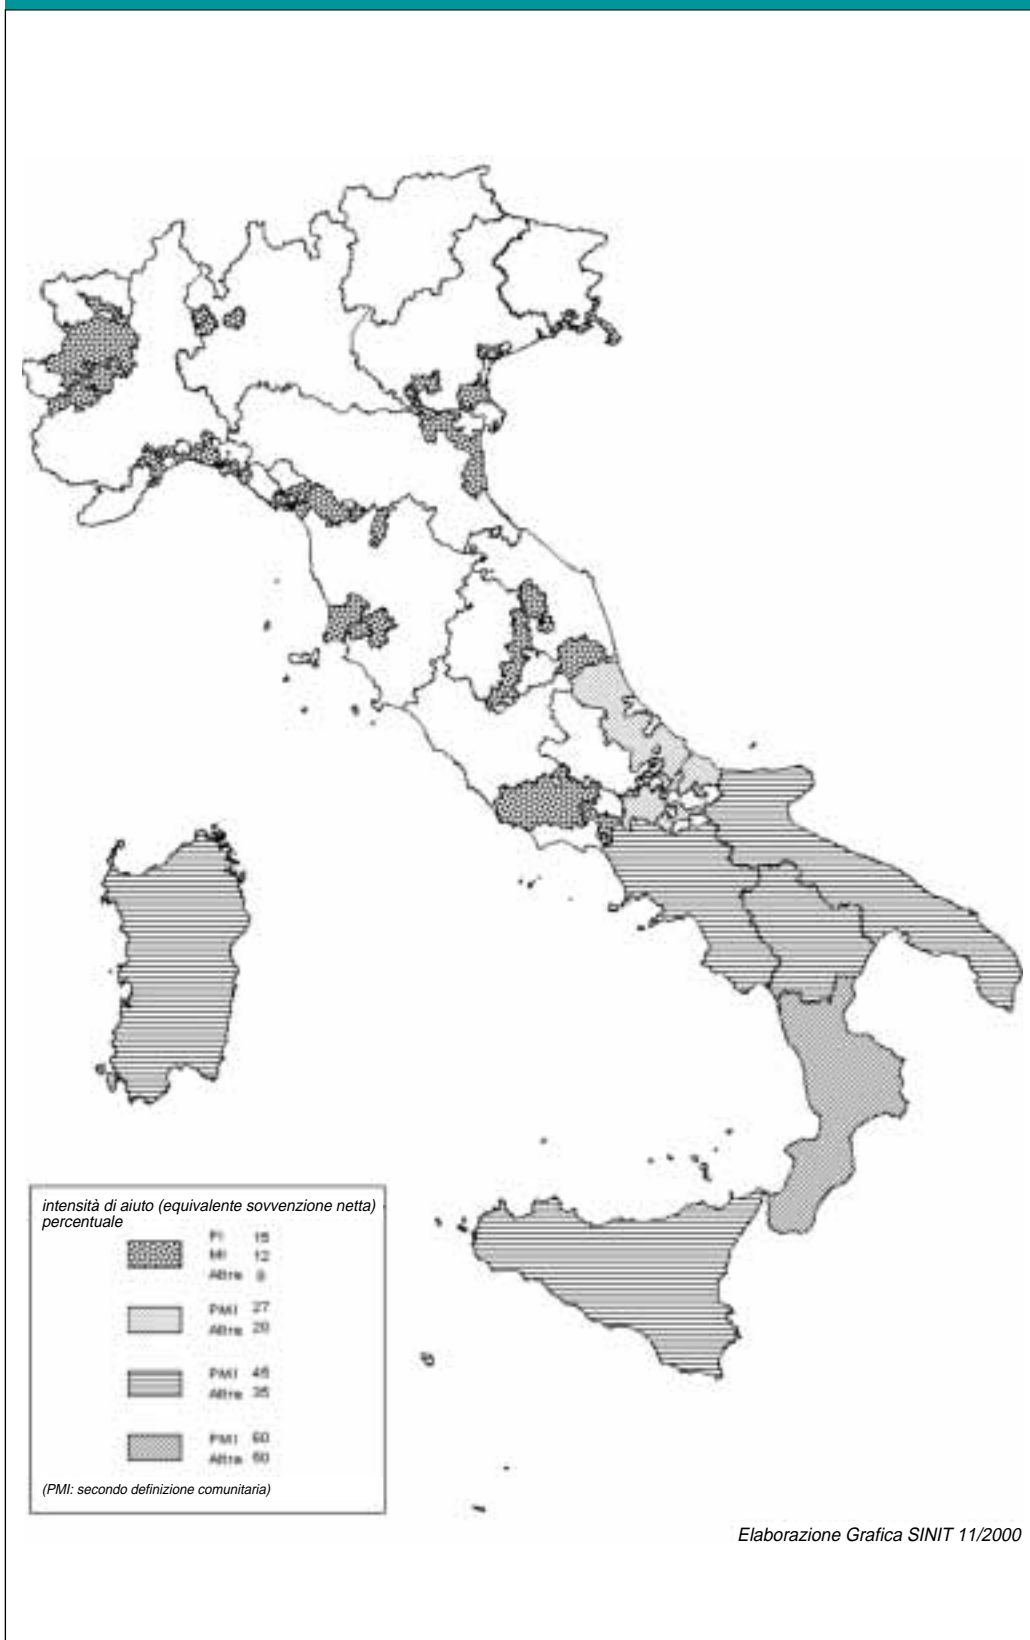 intensità di aiuto (equivalente sovvenzione netta)
percentuale
PI 15
MI 12
Altre 8
PMI 27
Altre 20
PMI 45
Altre 35
PMI 60
Altre 50
(PMI: secondo definizione comunitaria)
Elaborazione Grafica SINIT 11/2000